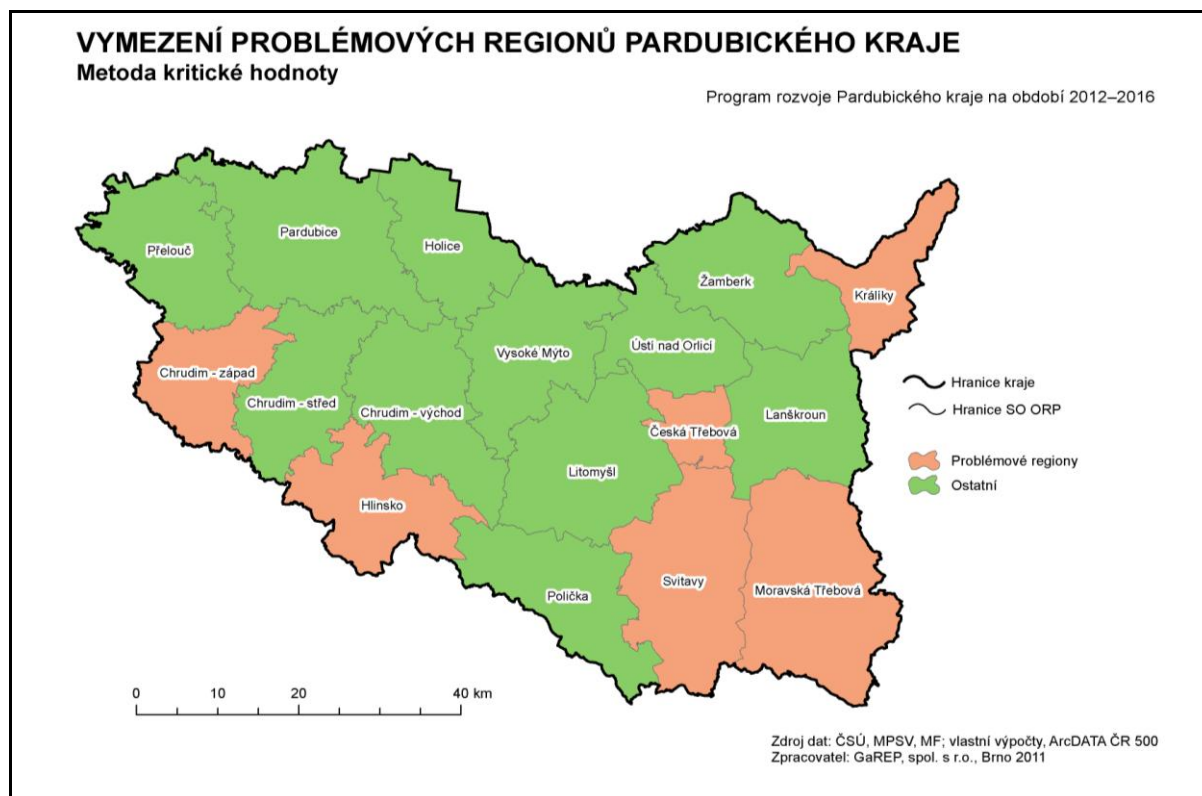 VYMEZENÍ PROBLÉMOVÝCH REGIONŮ PARDUBICKÉHO KRAJE
Metoda kritické hodnoty
Program rozvoje Pardubického kraje na období 2012–2016
Přelouč
Pardubice
Holice
Žamberk
Králíky
Vysoké Mýto
Ústí nad Orlicí
Chrudim - západ
Chrudim - střed
Chrudim - východ
Česká Třebová
Lanškroun
Litomyšl
Hlinsko
Polička
Svitavy
Moravská Třebová
Hranice kraje
Hranice SO ORP
Problémové regiony
Ostatní
0 10 20 40 km
Zdroj dat: ČSÚ, MPSV, MF; vlastní výpočty, ArcDATA ČR 500
Zpracovatel: GaREP, spol. s r.o., Brno 2011